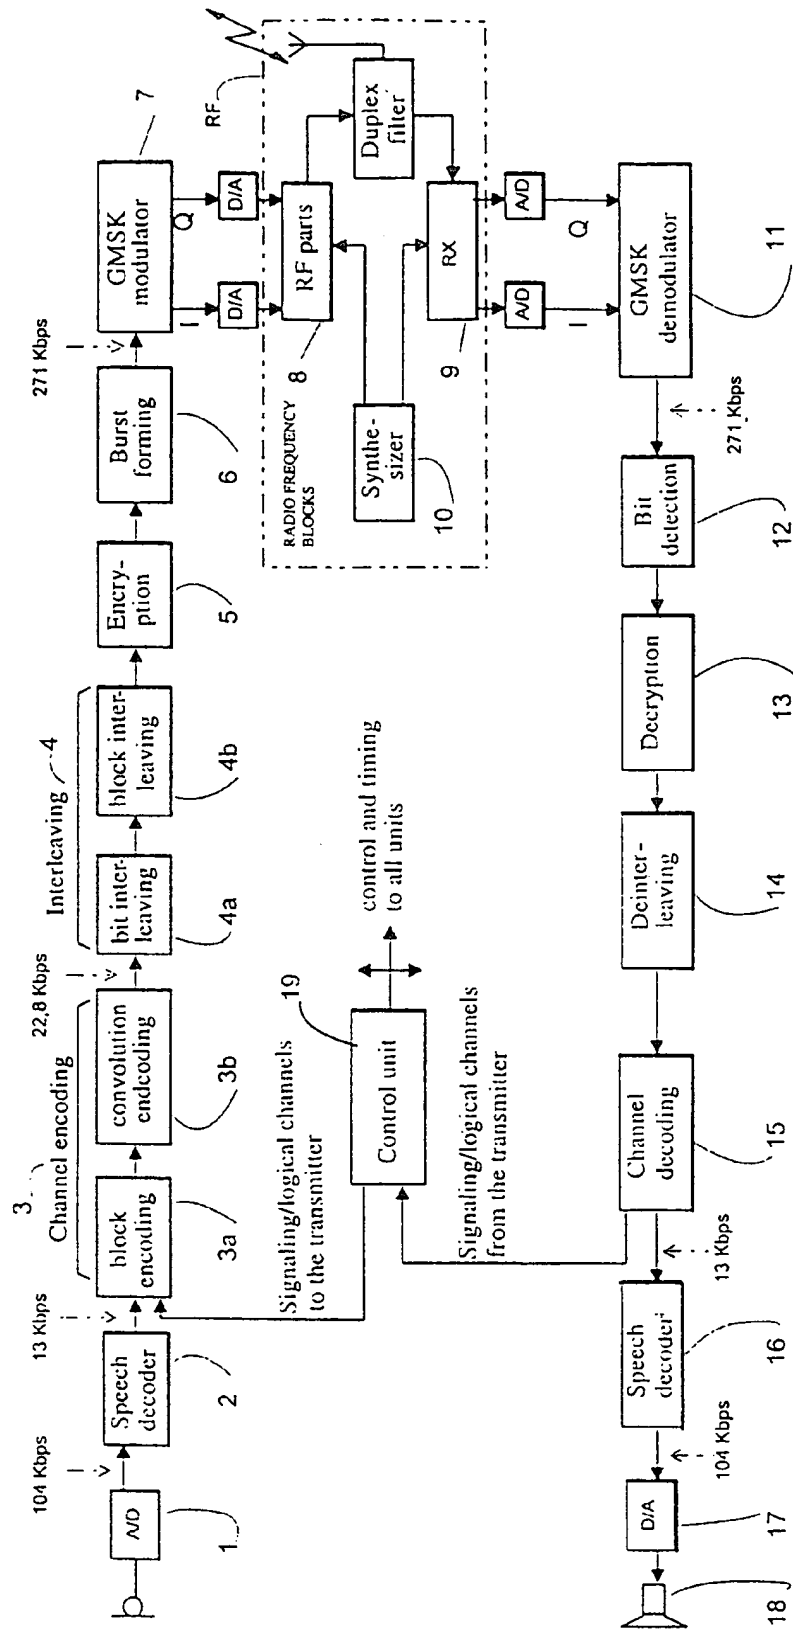 104 Kbps
13 Kbps
3
Channel encoding
22,8 Kbps
Interleaving
4
271 Kbps
A/D
1
Speech
decoder
2
block
encoding
3a
convolution
endcoding
3b
bit inter-
leaving
4a
block inter-
leaving
4b
Encry-
ption
5
Burst
forming
6
GMSK
modulator
7
I
Q
D/A
D/A
RF
RADIO FREQUENCY
BLOCKS
RF parts
8
Duplex
filter
Synthe-
sizer
10
RX
9
A/D
A/D
I
Q
Signaling/logical channels
to the transmitter
Control unit
19
control and timing
to all units
Signaling/logical channels
from the transmitter
GMSK
demodulator
11
271 Kbps
Bit
detection
12
Decryption
13
Deinter-
leaving
14
Channel
decoding
15
13 Kbps
Speech
decoder
16
104 Kbps
D/A
17
18